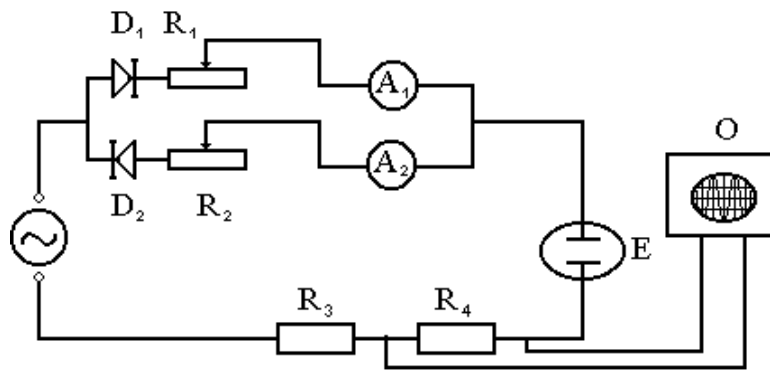 D₁ R₁
A₁
A₂
D₂ R₂
O
E
R₃ R₄